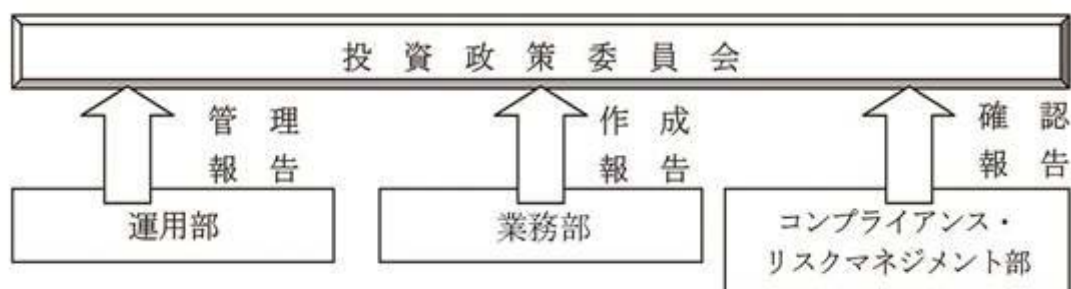 投資政策委員会
管理
報告
作成
報告
確認
報告
運用部
業務部
コンプライアンス・
リスクマネジメント部